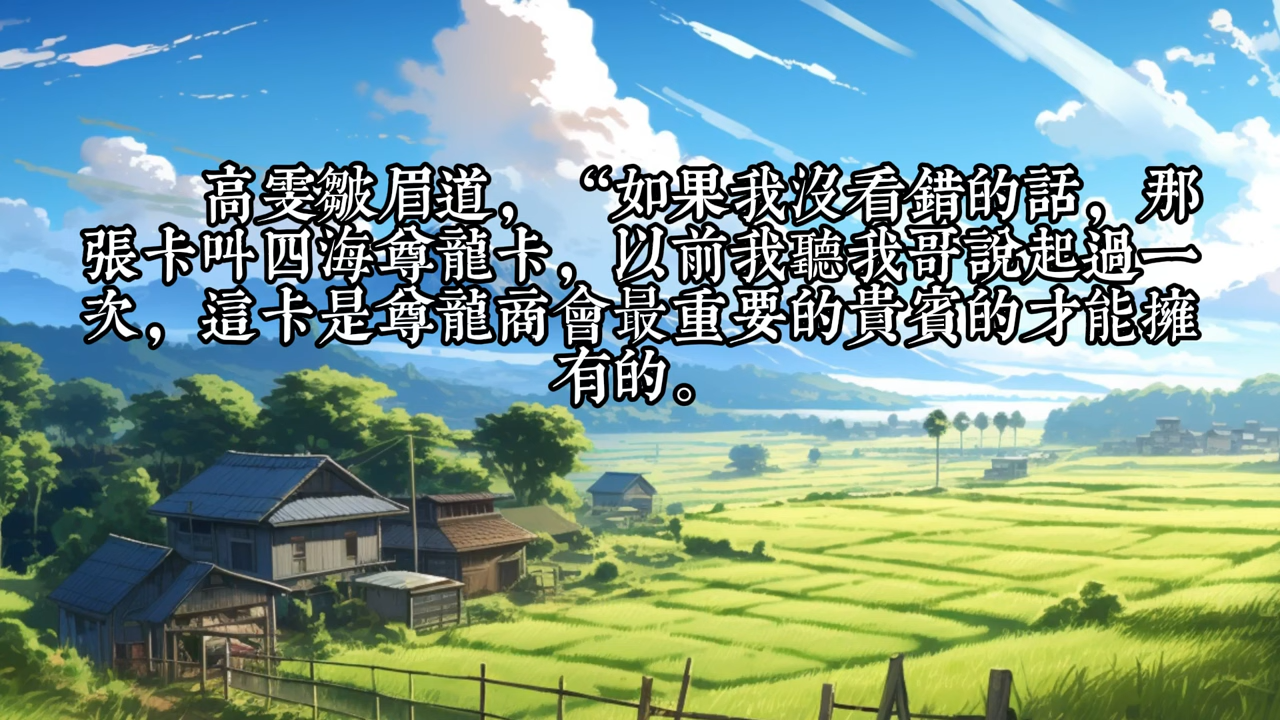 高雯皺眉道，“如果我沒看錯的話，那
張卡叫四海尊龍卡，以前我聽我哥說起過一
次，這卡是尊龍商會最重要的貴賓的才能擁
有的。